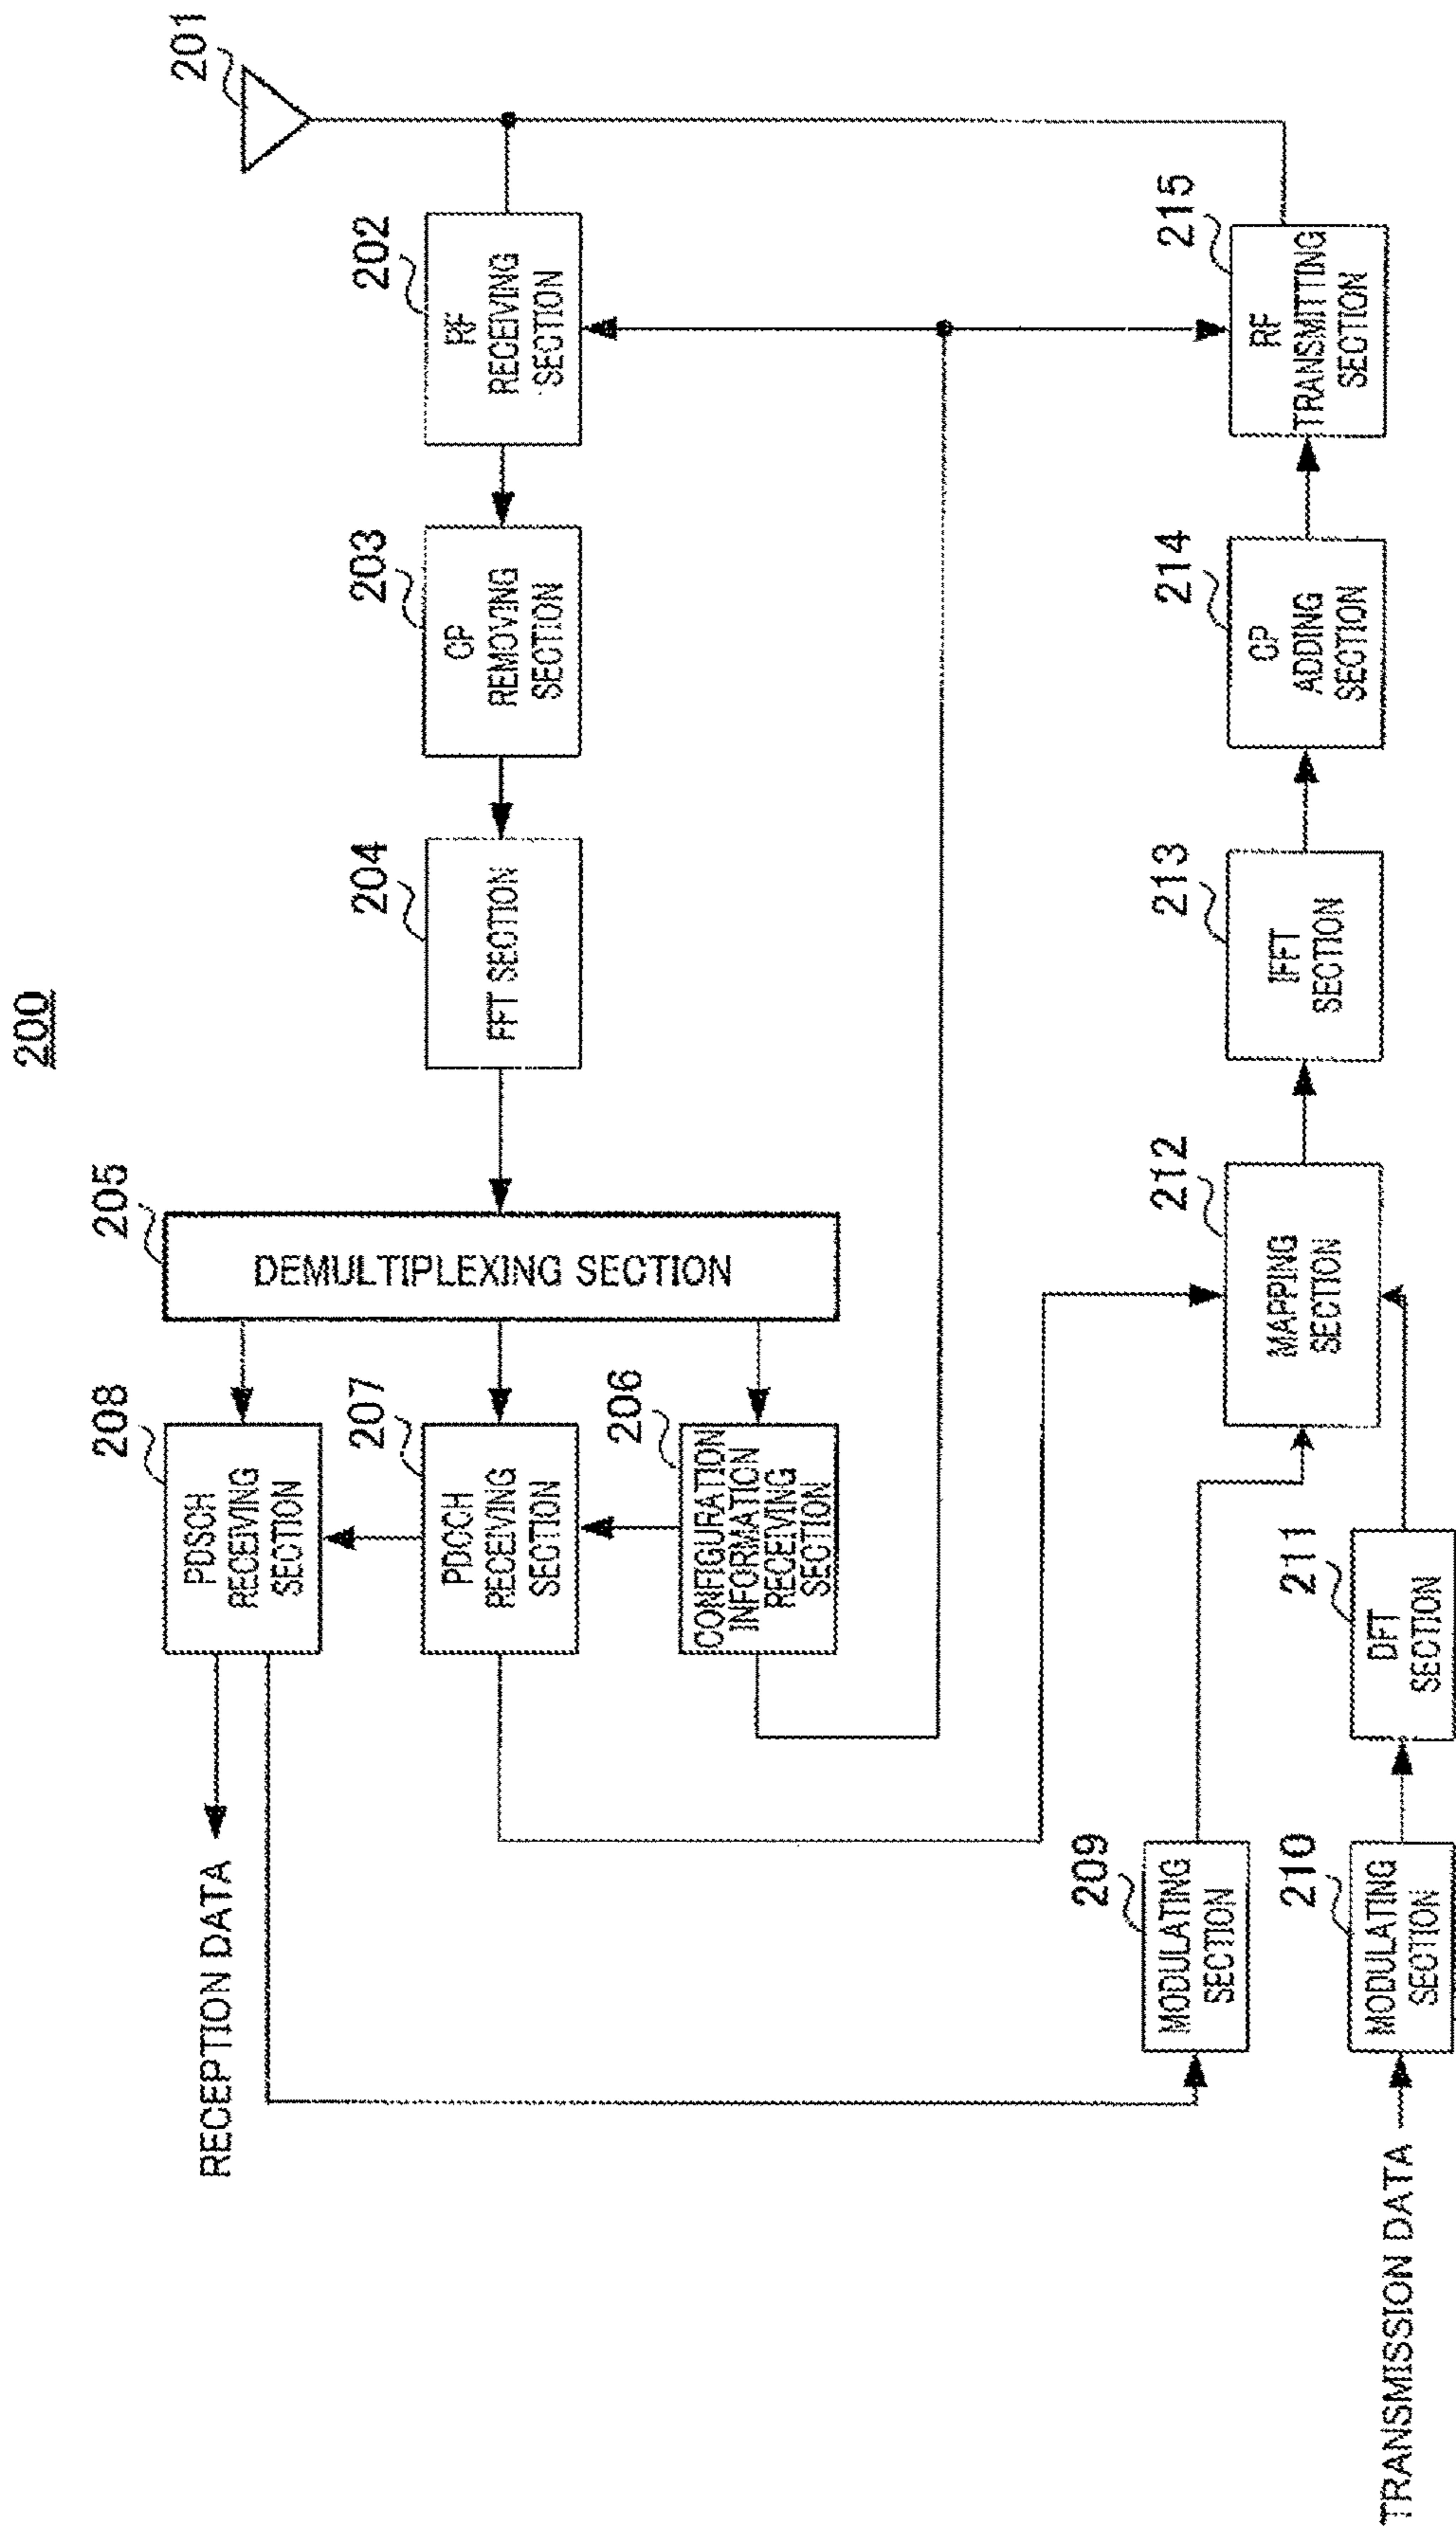 200
201
202
RF
RECEIVING
SECTION
203
CP
REMOVING
SECTION
204
FFT SECTION
205
DEMULTIPLEXING SECTION
208
PDSCH
RECEIVING
SECTION
207
PDCCH
RECEIVING
SECTION
206
CONFIGURATION
INFORMATION
RECEIVING
SECTION
RECEPTION DATA
209
MODULATING
SECTION
210
MODULATING
SECTION
TRANSMISSION DATA
211
DFT
SECTION
212
MAPPING
SECTION
213
IFFT
SECTION
214
CP
ADDING
SECTION
215
RF
TRANSMITTING
SECTION